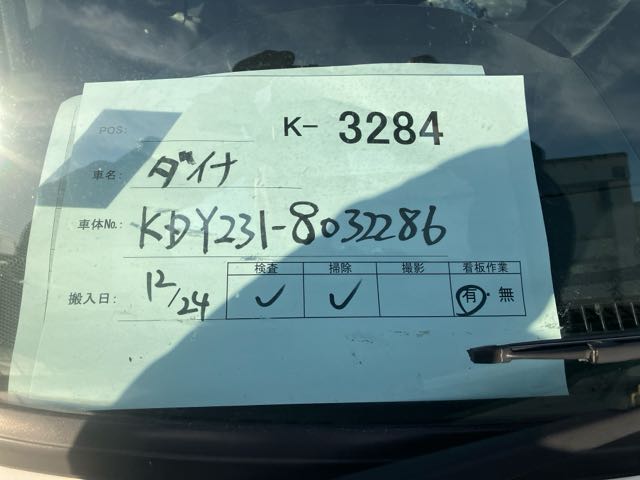 K- 3284
POS:
車名: ダイナ
車体No.: KDY231-8032286
検査 掃除 撮影 看板作業
搬入日: 12/24 ✓ ✓ 有・無